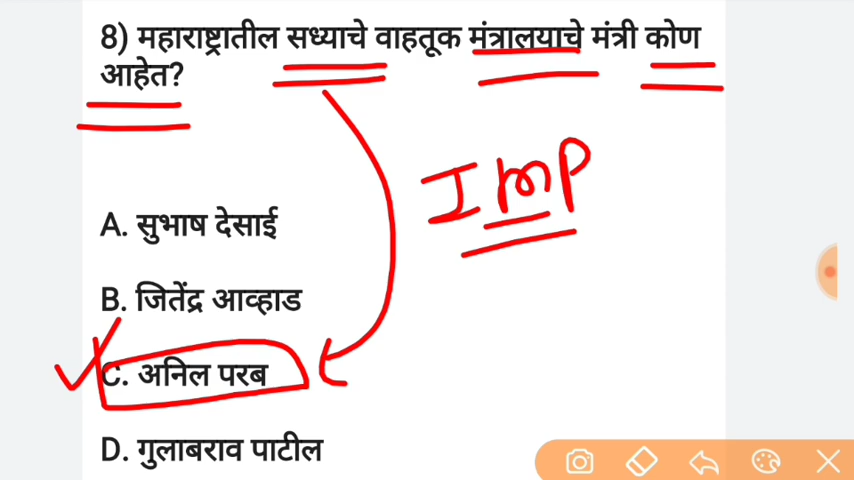 8) महाराष्ट्रातील सध्याचे वाहतूक मंत्रालयाचे मंत्री कोण
आहेत?
IMP
A. सुभाष देसाई
B. जितेंद्र आव्हाड
C. अनिल परब
D. गुलाबराव पाटील